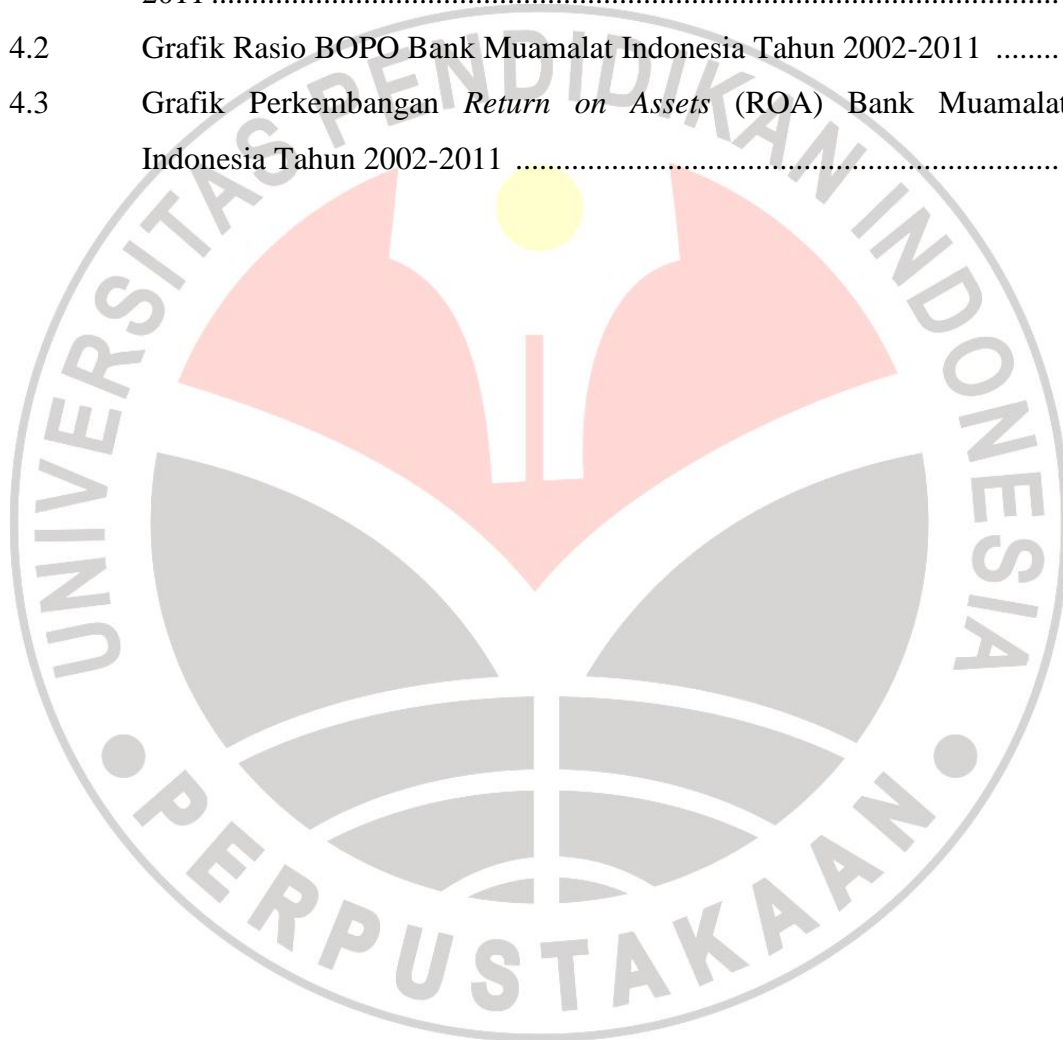 2011 ........................................................................................................
4.2 Grafik Rasio BOPO Bank Muamalat Indonesia Tahun 2002-2011 ........
4.3 Grafik Perkembangan Return on Assets (ROA) Bank Muamalat
Indonesia Tahun 2002-2011 ...................................................................
UNIVERSITAS PENDIDIKAN INDONESIA
PERPUSTAKAAN